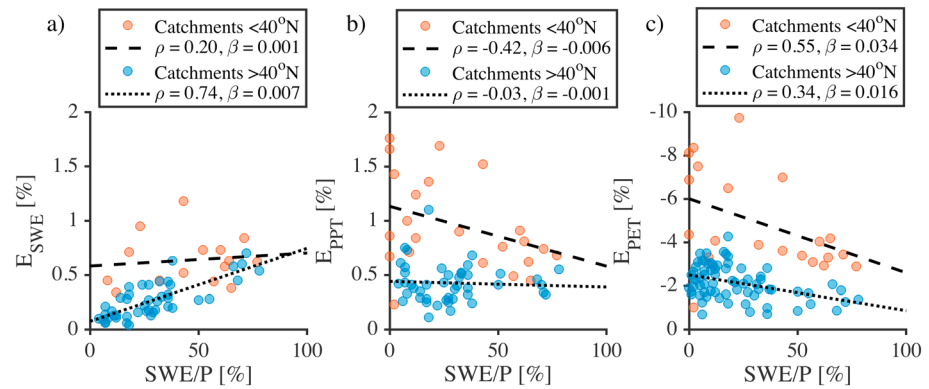 a)
Catchments <40°N
ρ = 0.20, β = 0.001
Catchments >40°N
ρ = 0.74, β = 0.007
2
1.5
1
0.5
0
E_SWE [%]
0 50 100
SWE/P [%]
b)
Catchments <40°N
ρ = -0.42, β = -0.006
Catchments >40°N
ρ = -0.03, β = -0.001
2
1.5
1
0.5
0
E_PPT [%]
0 50 100
SWE/P [%]
c)
Catchments <40°N
ρ = 0.55, β = 0.034
Catchments >40°N
ρ = 0.34, β = 0.016
-10
-8
-6
-4
-2
0
E_PET [%]
0 50 100
SWE/P [%]